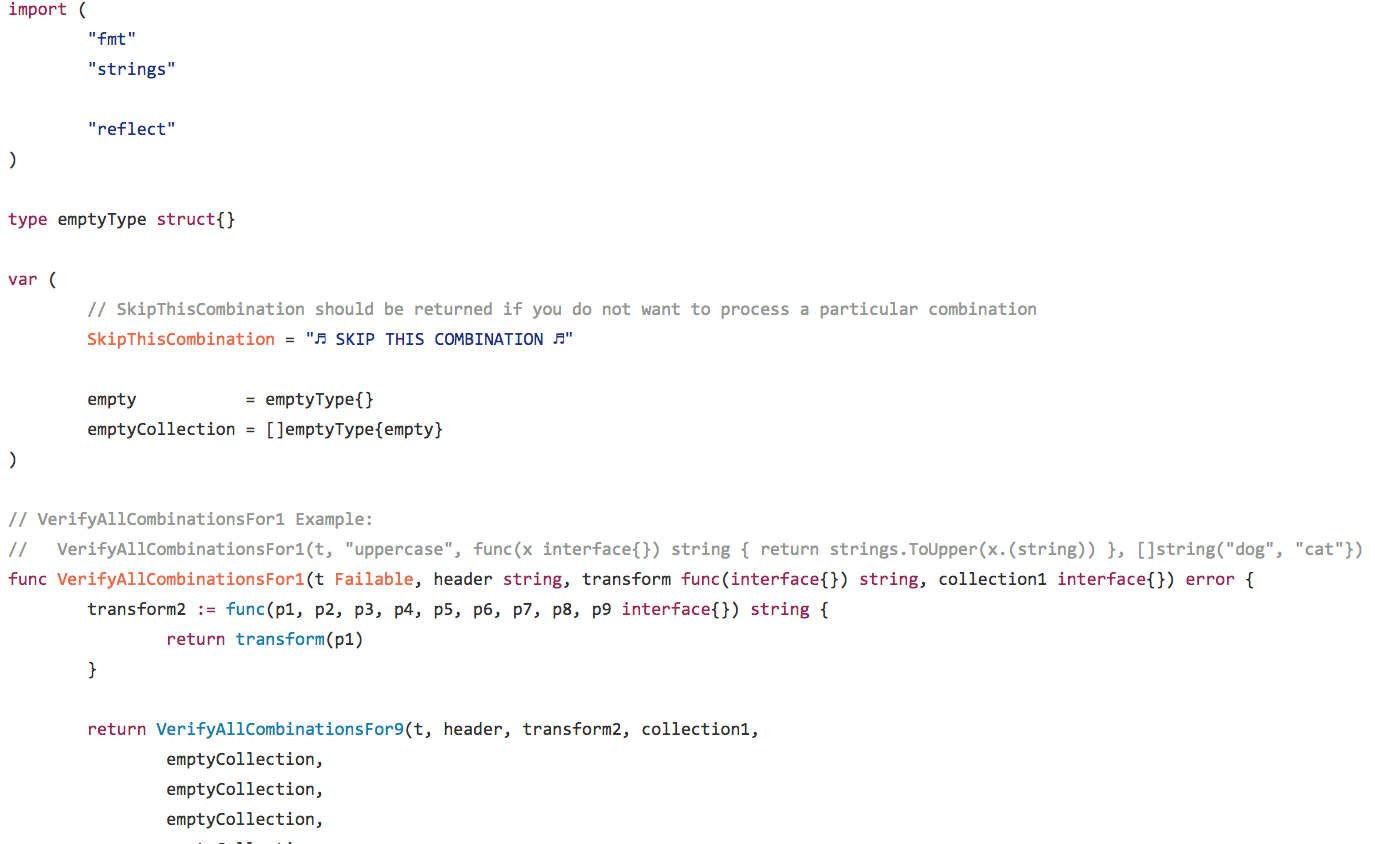 import (
        "fmt"
        "strings"

        "reflect"
)

type emptyType struct{}

var (
        // SkipThisCombination should be returned if you do not want to process a particular combination
        SkipThisCombination = "♬ SKIP THIS COMBINATION ♬"

        empty           = emptyType{}
        emptyCollection = []emptyType{empty}
)

// VerifyAllCombinationsFor1 Example:
//   VerifyAllCombinationsFor1(t, "uppercase", func(x interface{}) string { return strings.ToUpper(x.(string)) }, []string("dog", "cat"})
func VerifyAllCombinationsFor1(t Failable, header string, transform func(interface{}) string, collection1 interface{}) error {
        transform2 := func(p1, p2, p3, p4, p5, p6, p7, p8, p9 interface{}) string {
                return transform(p1)
        }

        return VerifyAllCombinationsFor9(t, header, transform2, collection1,
                emptyCollection,
                emptyCollection,
                emptyCollection,